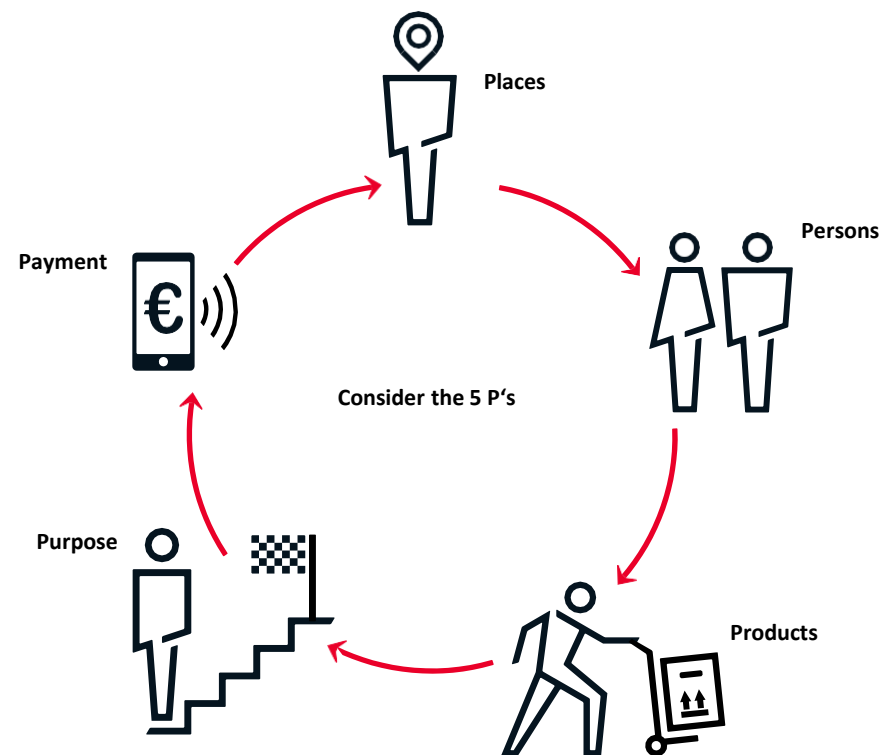 Places
Persons
Payment
€
Consider the 5 P‘s
Purpose
Products